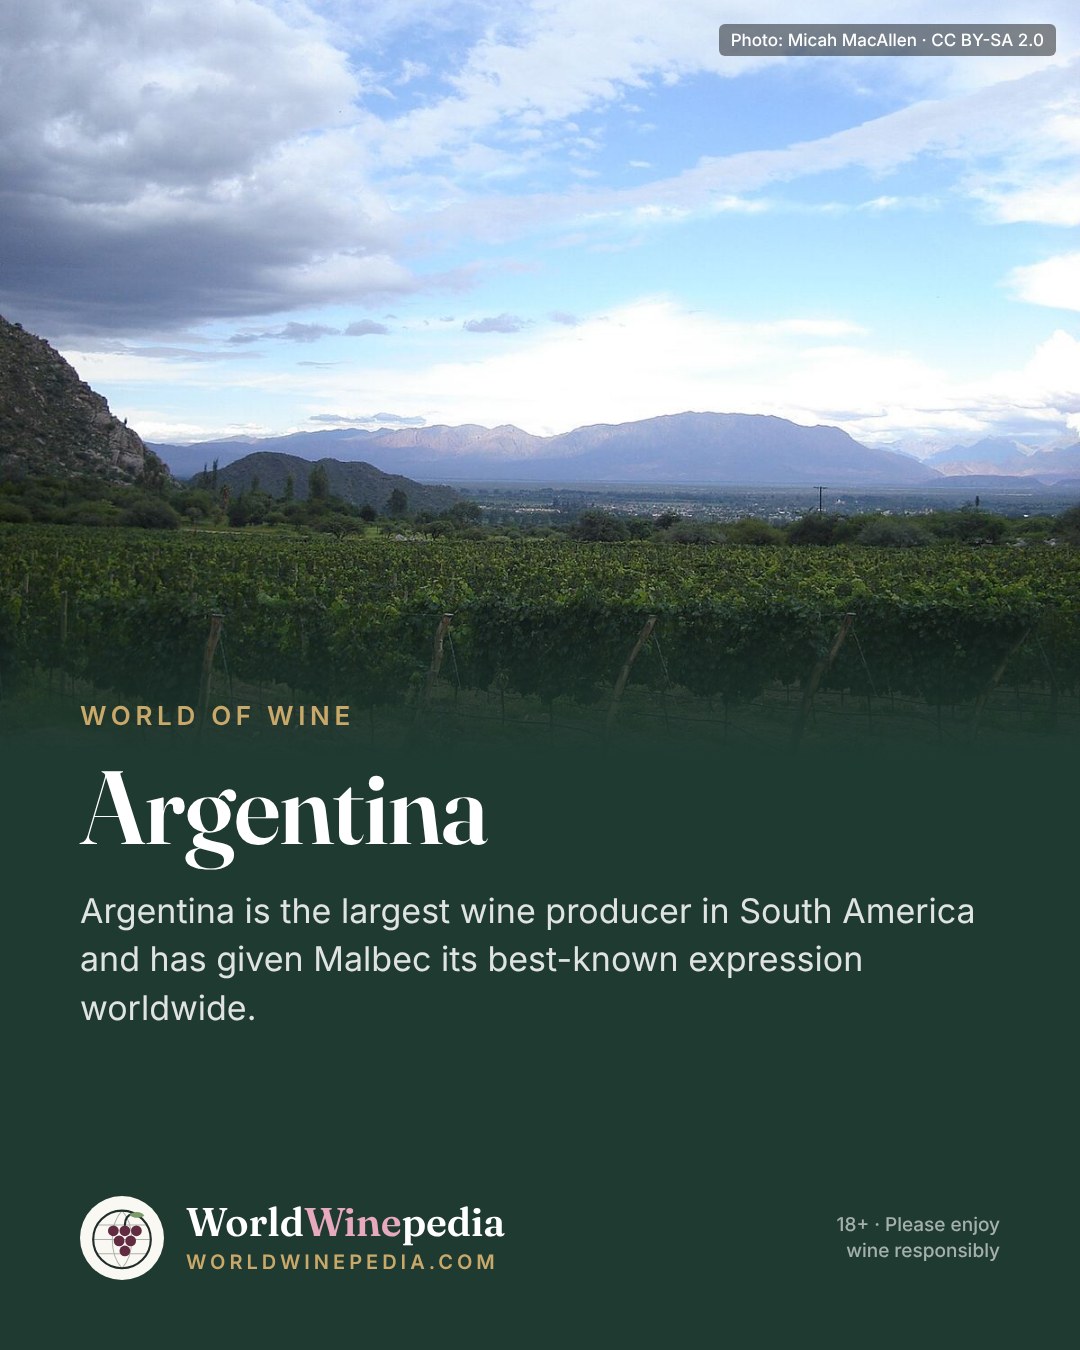 Photo: Micah MacAllen · CC BY-SA 2.0
WORLD OF WINE
Argentina
Argentina is the largest wine producer in South America
and has given Malbec its best-known expression
worldwide.
WorldWinepedia
WORLDWINEPEDIA.COM
18+ · Please enjoy
wine responsibly